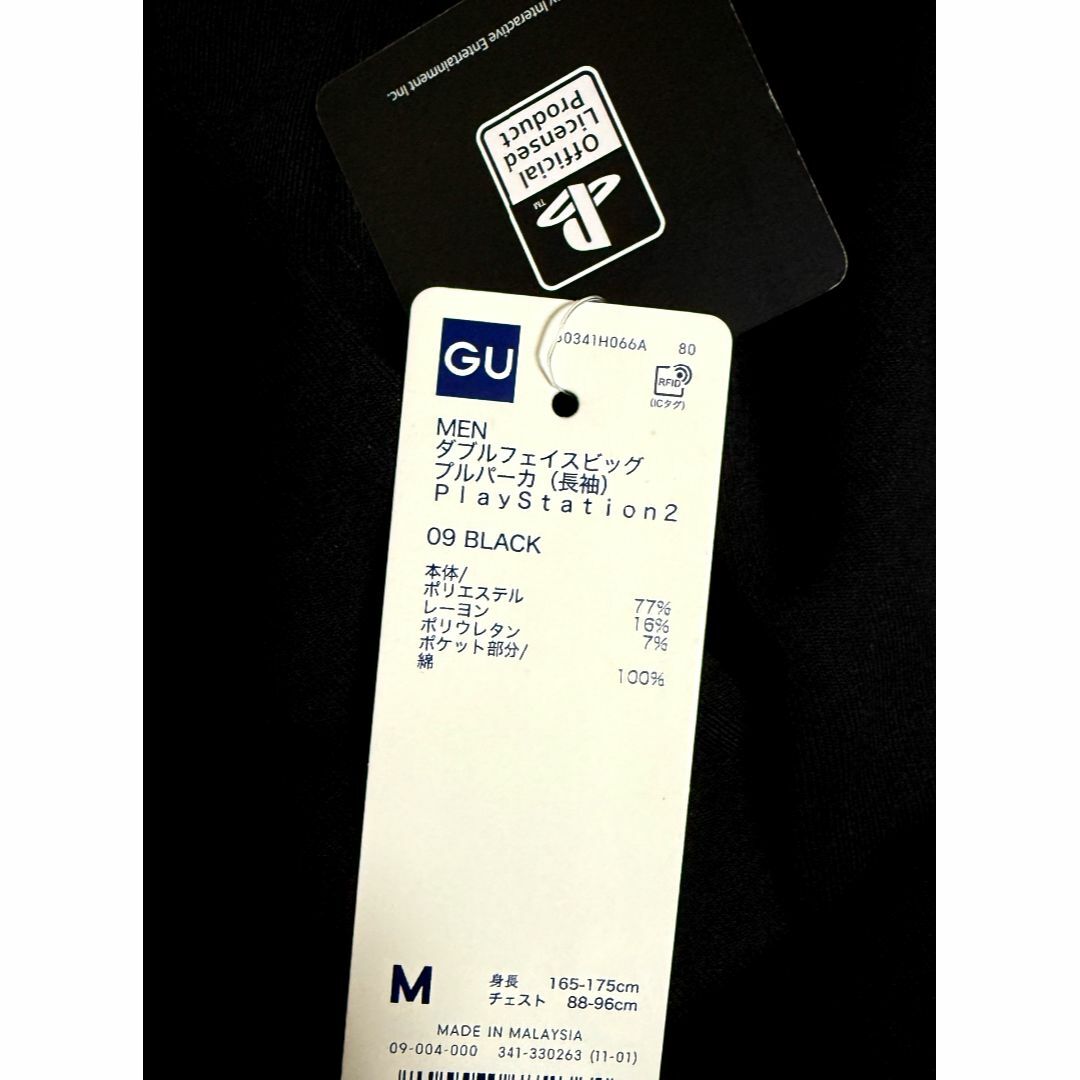 Interactive Entertainment Inc.
Official
Licensed
Product
TM
GU
0341H066A 80
RFID
(ICタグ)
MEN
ダブルフェイスビッグ
プルパーカ（長袖）
PlayStation2
09 BLACK
本体/
ポリエステル 77%
レーヨン 16%
ポリウレタン 7%
ポケット部分/
綿 100%
M
身長 165-175cm
チェスト 88-96cm
MADE IN MALAYSIA
09-004-000 341-330263 (11-01)